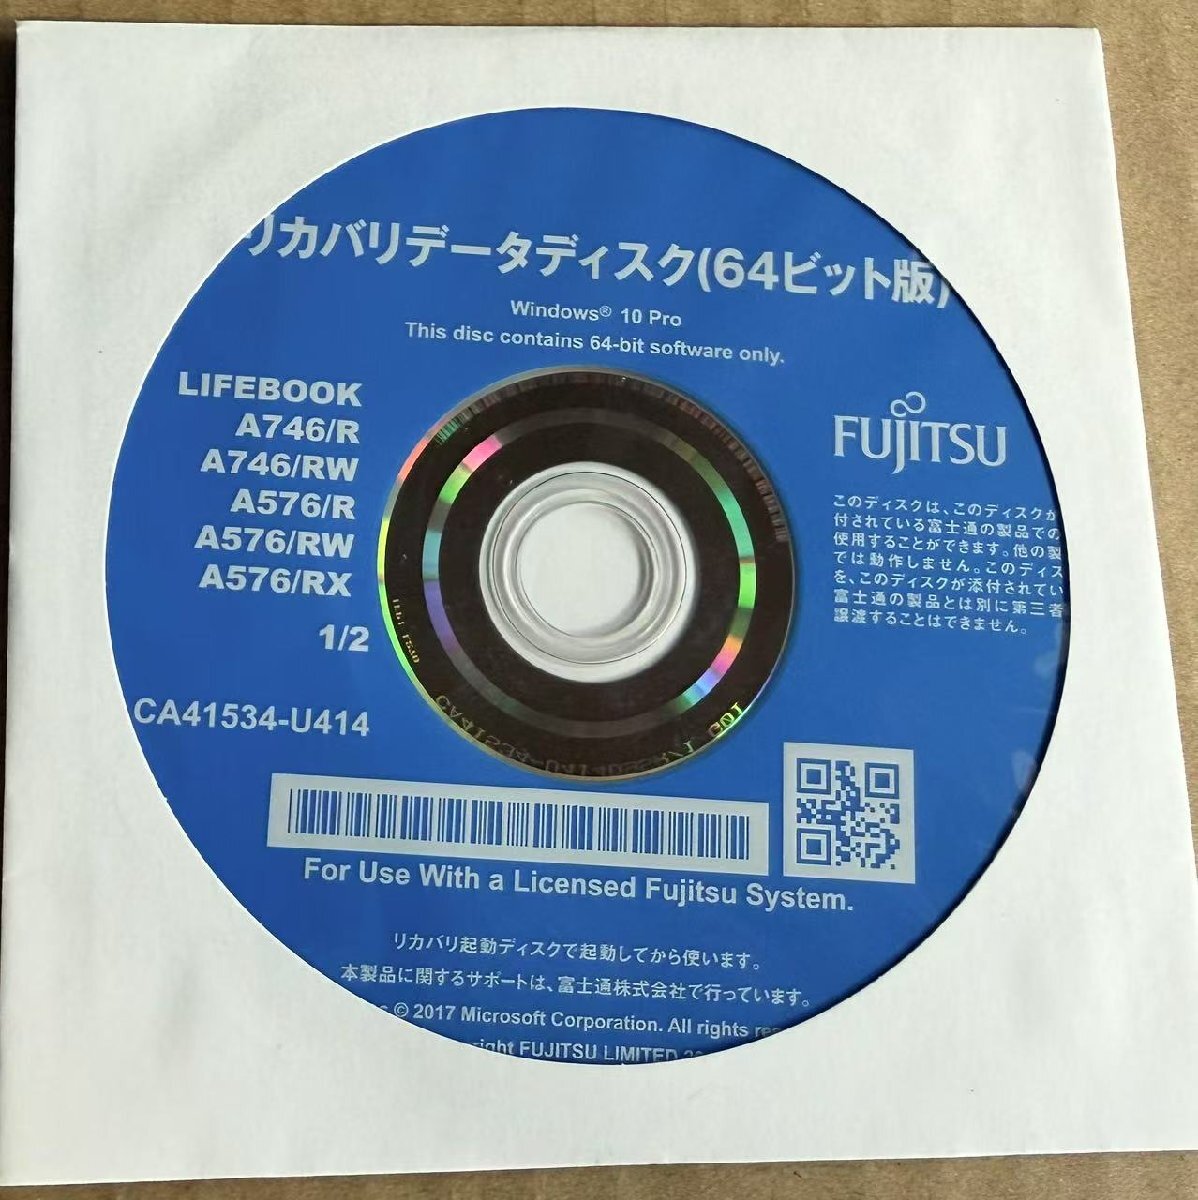 リカバリデータディスク(64ビット版)
Windows® 10 Pro
This disc contains 64-bit software only.
LIFEBOOK
A746/R
A746/RW
A576/R
A576/RW
A576/RX
1/2
CA41534-U414
FUJITSU
このディスクは、このディスクが
付されている富士通の製品での
使用することができます。他の製
では動作しません。このディス
を、このディスクが添付されてい
富士通の製品とは別に第三者
譲渡することはできません。
For Use With a Licensed Fujitsu System.
リカバリ起動ディスクで起動してから使います。
本製品に関するサポートは、富士通株式会社で行っています。
© 2017 Microsoft Corporation. All rights
FUJITSU LIMITED